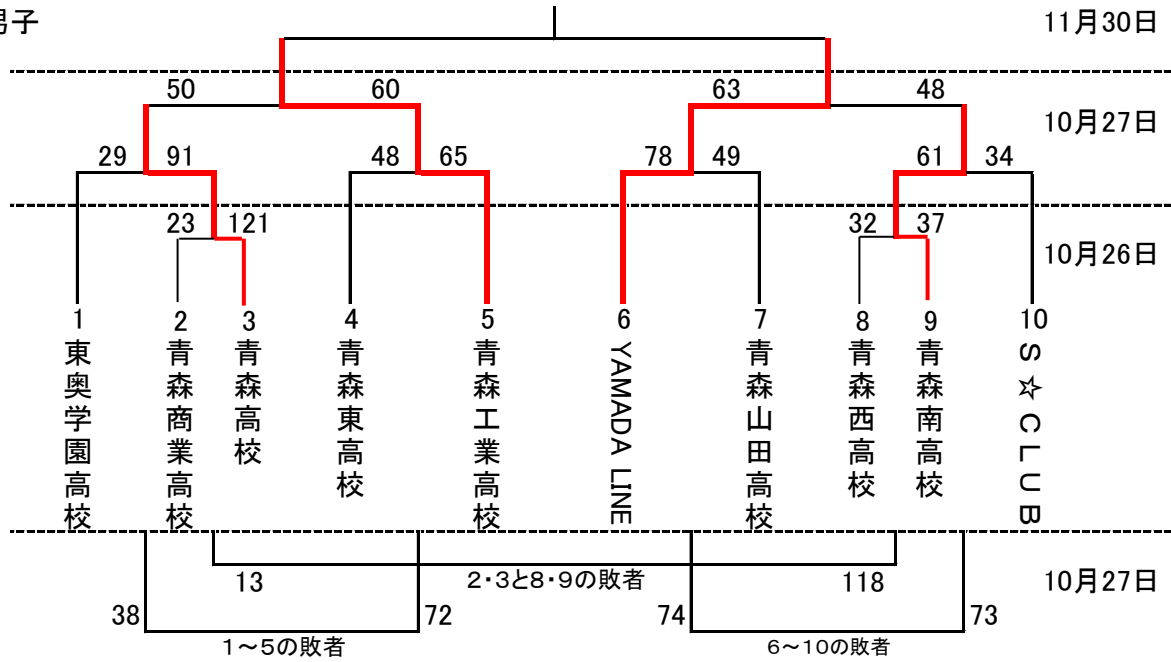 男子
11月30日
50 60 63 48
10月27日
29 91 48 65 78 49 61 34
23 121 32 37
10月26日
1 2 3 4 5 6 7 8 9 10
東奥学園高校
青森商業高校
青森高校
青森東高校
青森工業高校
YAMADA LINE
青森山田高校
青森西高校
青森南高校
S☆CLUB
13 2・3と8・9の敗者 118
10月27日
38 72 74 73
1～5の敗者 6～10の敗者